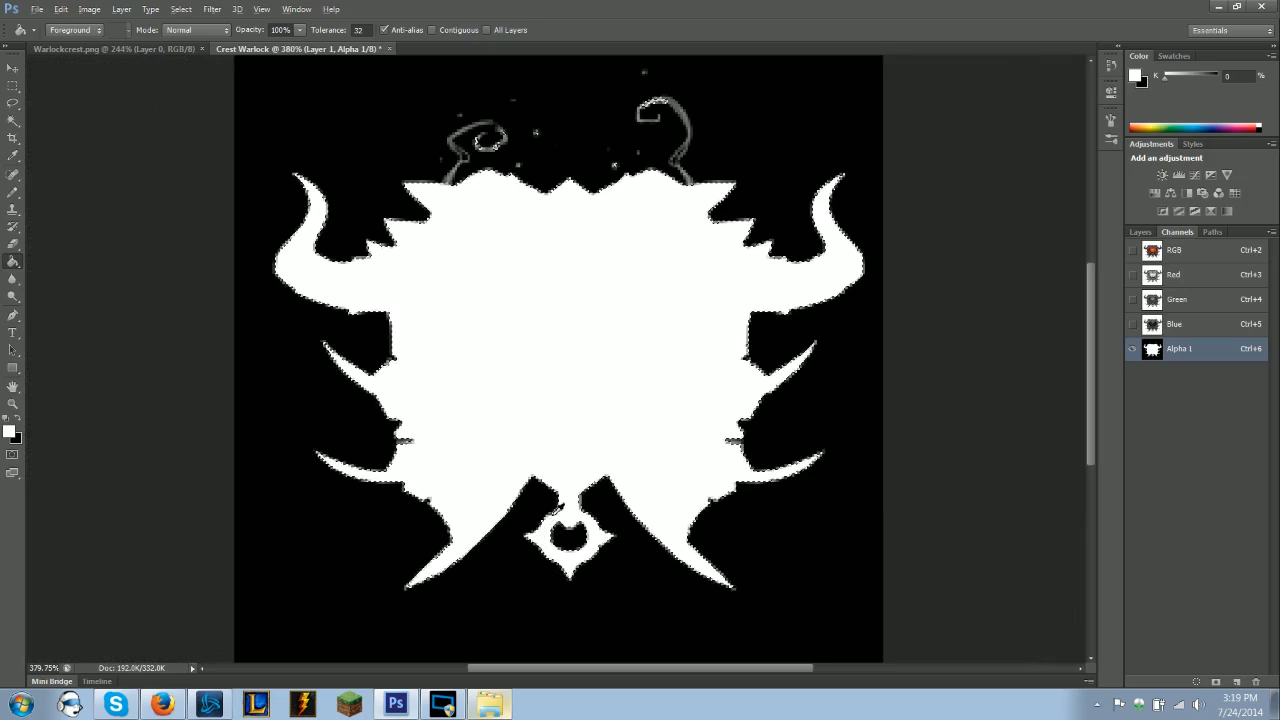 Ps File Edit Image Layer Type Select Filter 3D View Window Help
Foreground Mode: Normal Opacity: 100% Tolerance: 32 Anti-alias Contiguous All Layers Essentials
Warlockcrest.png @ 244% (Layer 0, RGB/8) × Crest Warlock @ 380% (Layer 1, Alpha 1/8) * ×
Color Swatches
K 0 %
Adjustments Styles
Add an adjustment
Layers Channels Paths
RGB Ctrl+2
Red Ctrl+3
Green Ctrl+4
Blue Ctrl+5
Alpha 1 Ctrl+6
379.75% Doc: 192.0K/332.0K
Mini Bridge Timeline
Ps
3:19 PM
7/24/2014